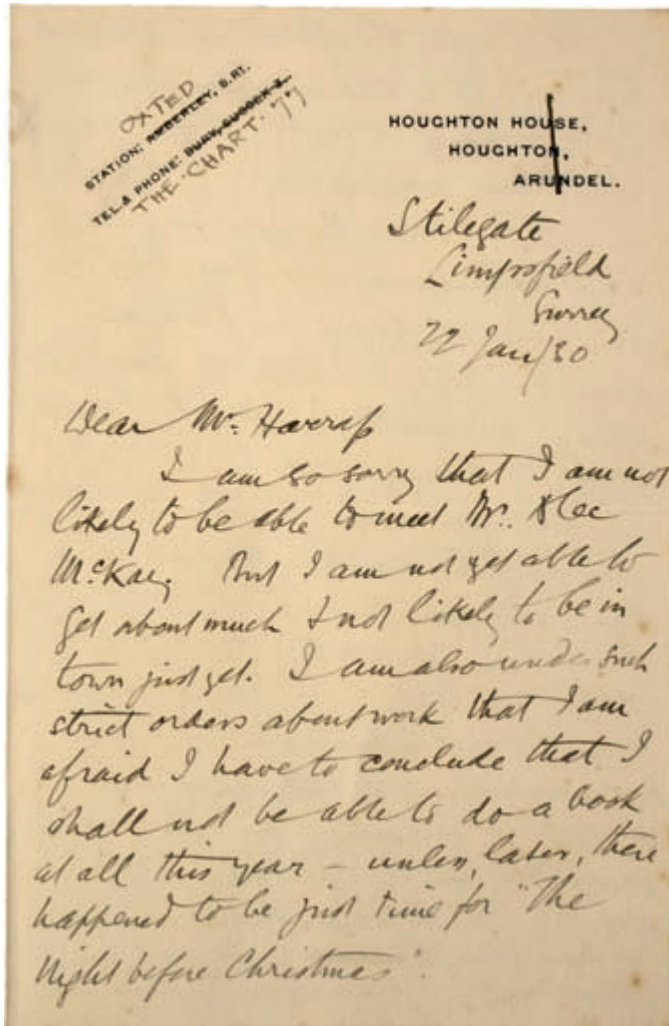 OXTED
STATION: AMBERLEY, S.RY.
TEL. & PHONE: BURY, SUSSEX 2.
THE CHART. 77
HOUGHTON HOUSE,
HOUGHTON,
ARUNDEL.
Stilegate
Limpsfield
Surrey
22 Jan/30
Dear Mr. Harrap
I am so sorry that I am not
likely to be able to meet Mr. Alec
McKay. But I am not yet able to
get about much & not likely to be in
town just yet. I am also under such
strict orders about work that I am
afraid I have to conclude that I
shall not be able to do a book
at all this year – unless, later, there
happened to be just time for "The
Night before Christmas".